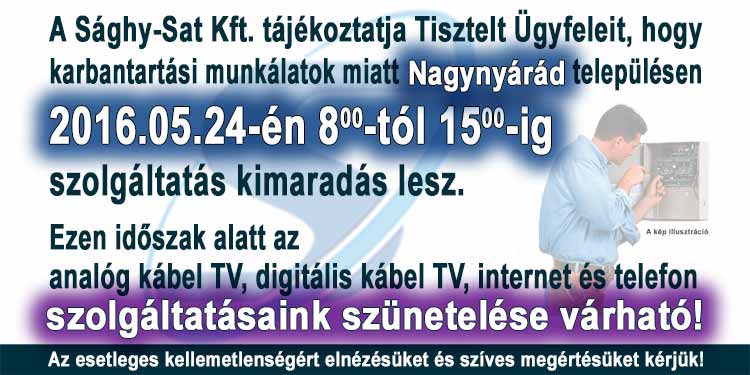 A Sághy-Sat Kft. tájékoztatja Tisztelt Ügyfeleit, hogy
karbantartási munkálatok miatt Nagynyárád településen
2016.05.24-én 8⁰⁰-tól 15⁰⁰-ig
szolgáltatás kimaradás lesz.
A kép illusztráció
Ezen időszak alatt az
analóg kábel TV, digitális kábel TV, internet és telefon
szolgáltatásaink szünetelése várható!
Az esetleges kellemetlenségért elnézésüket és szíves megértésüket kérjük!